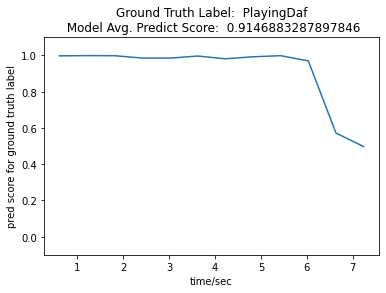 Ground Truth Label:  PlayingDaf
Model Avg. Predict Score:  0.9146883287897846
pred score for ground truth label
1.0
0.8
0.6
0.4
0.2
0.0
1 2 3 4 5 6 7
time/sec